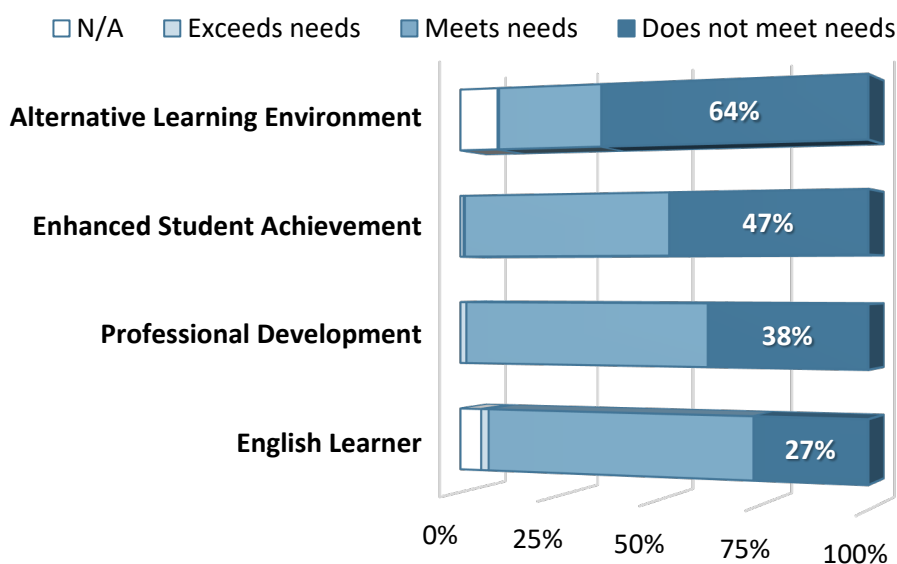 N/A Exceeds needs Meets needs Does not meet needs
Alternative Learning Environment 64%
Enhanced Student Achievement 47%
Professional Development 38%
English Learner 27%
0% 25% 50% 75% 100%